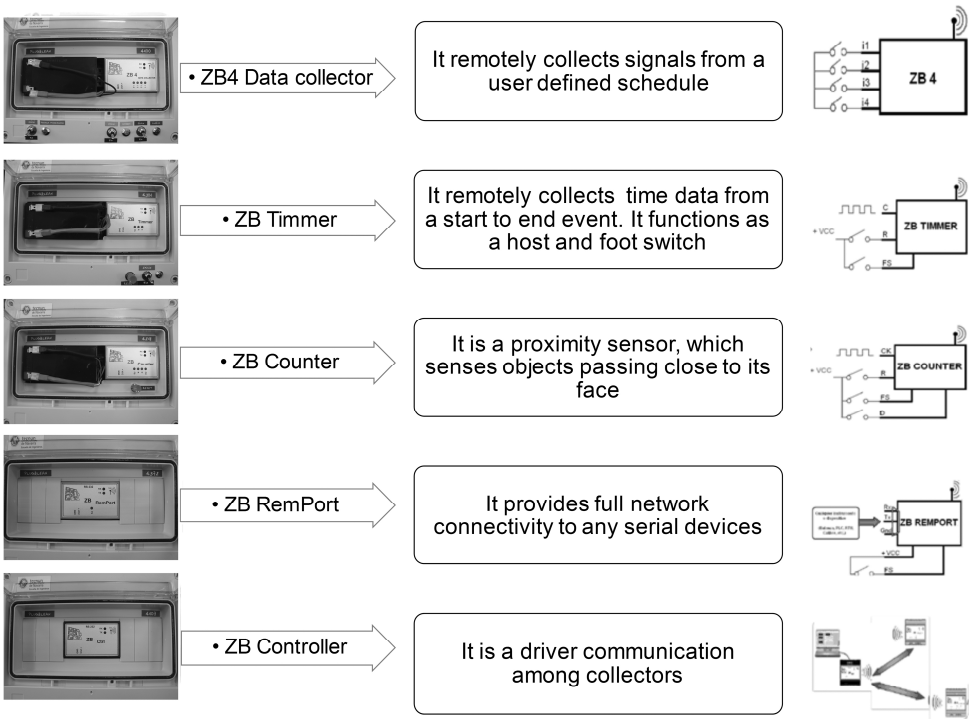 • ZB4 Data collector
It remotely collects signals from a
user defined schedule
i1
i2
i3
i4
ZB 4
• ZB Timmer
It remotely collects time data from
a start to end event. It functions as
a host and foot switch
C
+ VCC
R
FS
ZB TIMMER
• ZB Counter
It is a proximity sensor, which
senses objects passing close to its
face
CK
+ VCC
R
FS
D
ZB COUNTER
• ZB RemPort
It provides full network
connectivity to any serial devices
Rx
Tx
Gnd
ZB REMPORT
+VCC
FS
• ZB Controller
It is a driver communication
among collectors